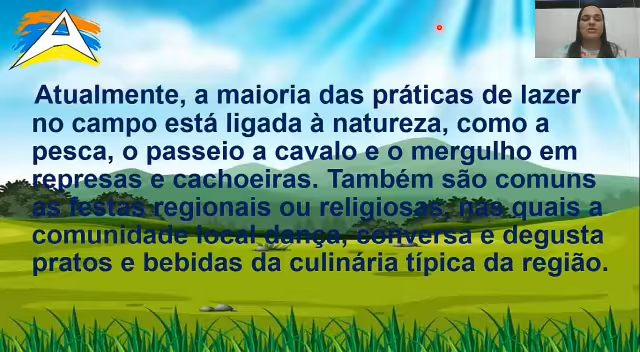 Atualmente, a maioria das práticas de lazer
no campo está ligada à natureza, como a
pesca, o passeio a cavalo e o mergulho em
represas e cachoeiras. Também são comuns
as festas regionais ou religiosas, nas quais a
comunidade local dança, conversa e degusta
pratos e bebidas da culinária típica da região.